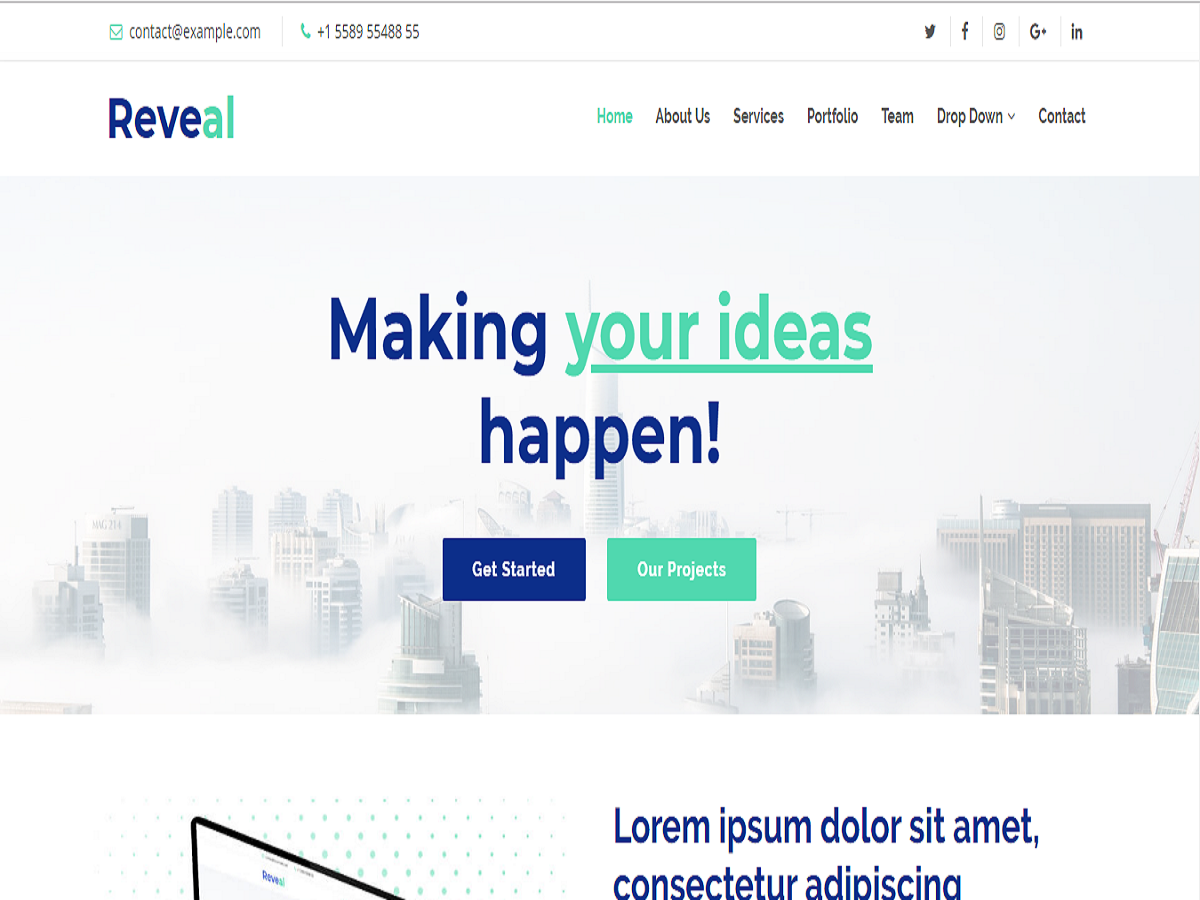 contact@example.com +1 5589 55488 55
Reveal
Home About Us Services Portfolio Team Drop Down Contact
Making your ideas
happen!
MAG 214
Get Started Our Projects
Lorem ipsum dolor sit amet,
consectetur adipiscing
Reveal